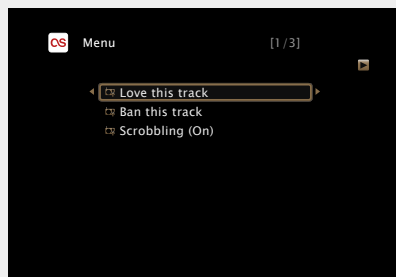 Menu [1/3]
Love this track
Ban this track
Scrobbling (On)